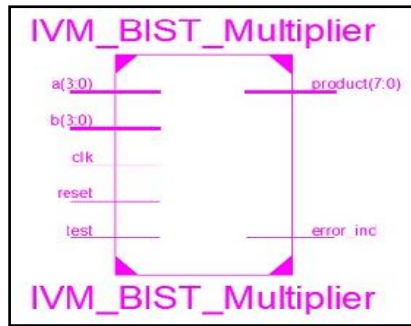 IVM_BIST_Multiplier
a(3:0)
product(7:0)
b(3:0)
clk
reset
test
error_inc
IVM_BIST_Multiplier